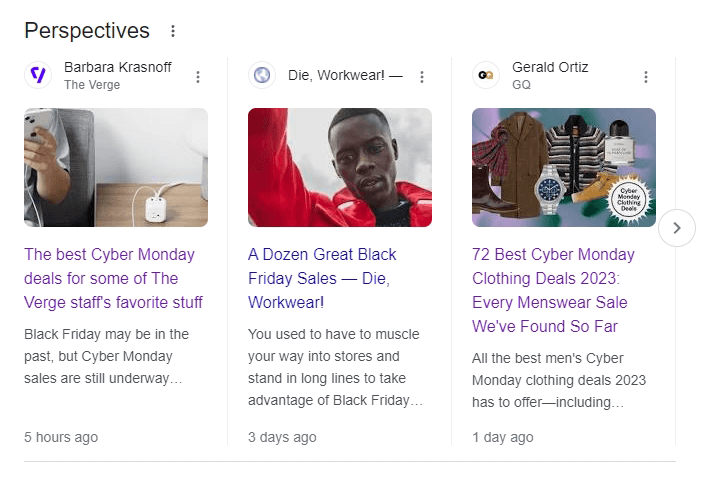 Perspectives
Barbara Krasnoff
The Verge
The best Cyber Monday
deals for some of The
Verge staff's favorite stuff
Black Friday may be in the
past, but Cyber Monday
sales are still underway...
5 hours ago
Die, Workwear! —
A Dozen Great Black
Friday Sales — Die,
Workwear!
You used to have to muscle
your way into stores and
stand in long lines to take
advantage of Black Friday...
3 days ago
GQ
Gerald Ortiz
GQ
Cyber
Monday
Clothing
Deals
72 Best Cyber Monday
Clothing Deals 2023:
Every Menswear Sale
We've Found So Far
All the best men's Cyber
Monday clothing deals 2023
has to offer—including...
1 day ago